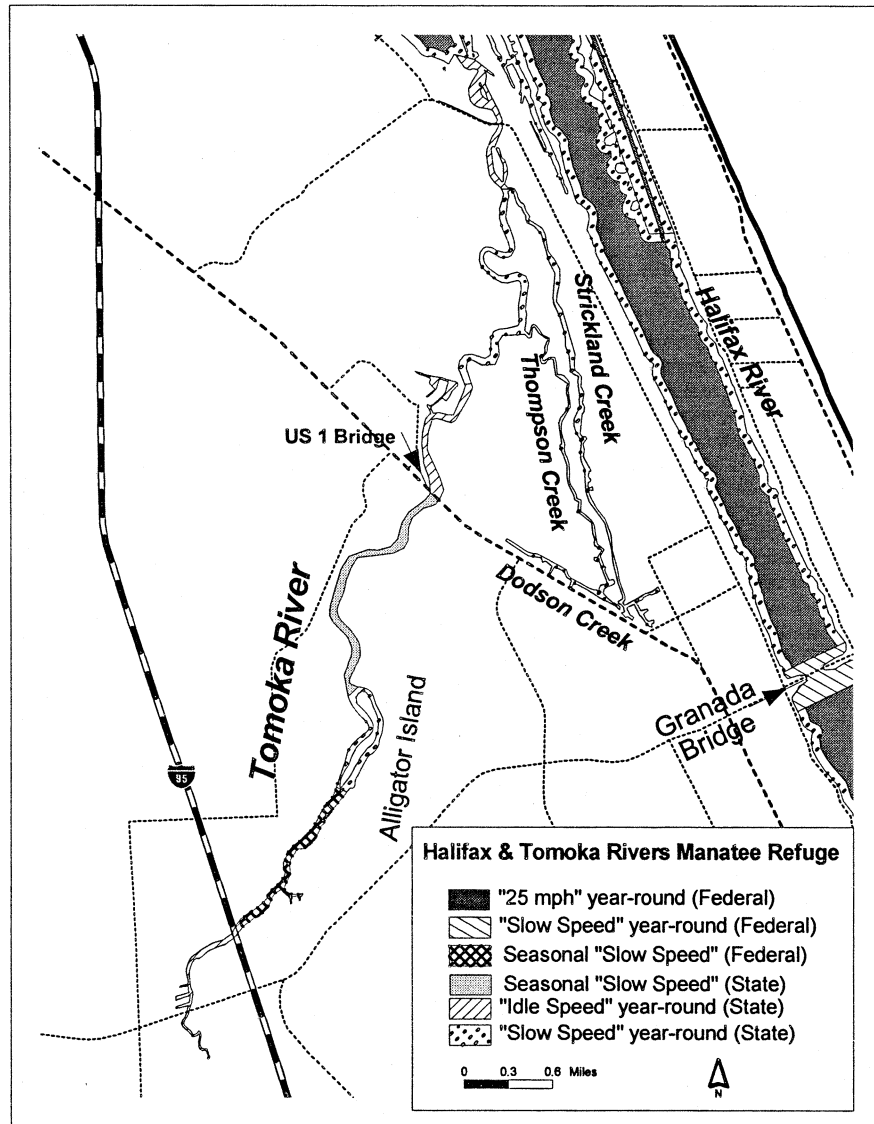 Strickland Creek
Halifax River
Thompson Creek
US 1 Bridge
Dodson Creek
Tomoka River
Granada
Bridge
Alligator Island
95
Halifax & Tomoka Rivers Manatee Refuge
"25 mph" year-round (Federal)
"Slow Speed" year-round (Federal)
Seasonal "Slow Speed" (Federal)
Seasonal "Slow Speed" (State)
"Idle Speed" year-round (State)
"Slow Speed" year-round (State)
0 0.3 0.6 Miles
N